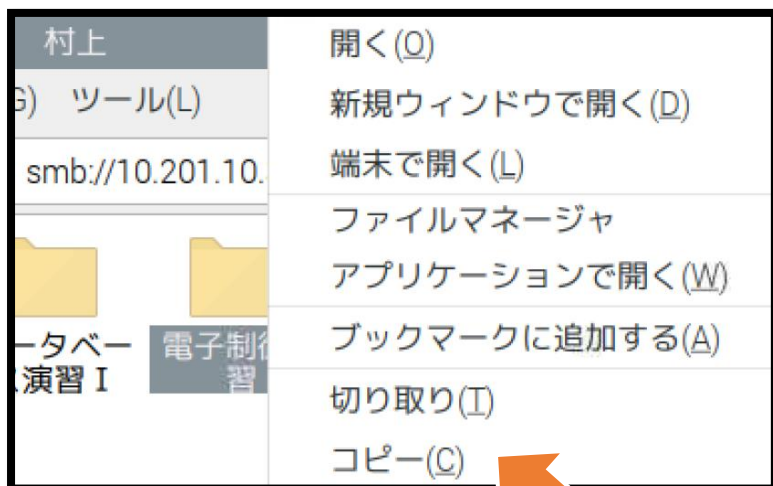 村上
G) ツール(L)
smb://10.201.10.
ータベー
ス演習 I
電子制御
習
開く(O)
新規ウィンドウで開く(D)
端末で開く(L)
ファイルマネージャ
アプリケーションで開く(W)
ブックマークに追加する(A)
切り取り(T)
コピー(C)